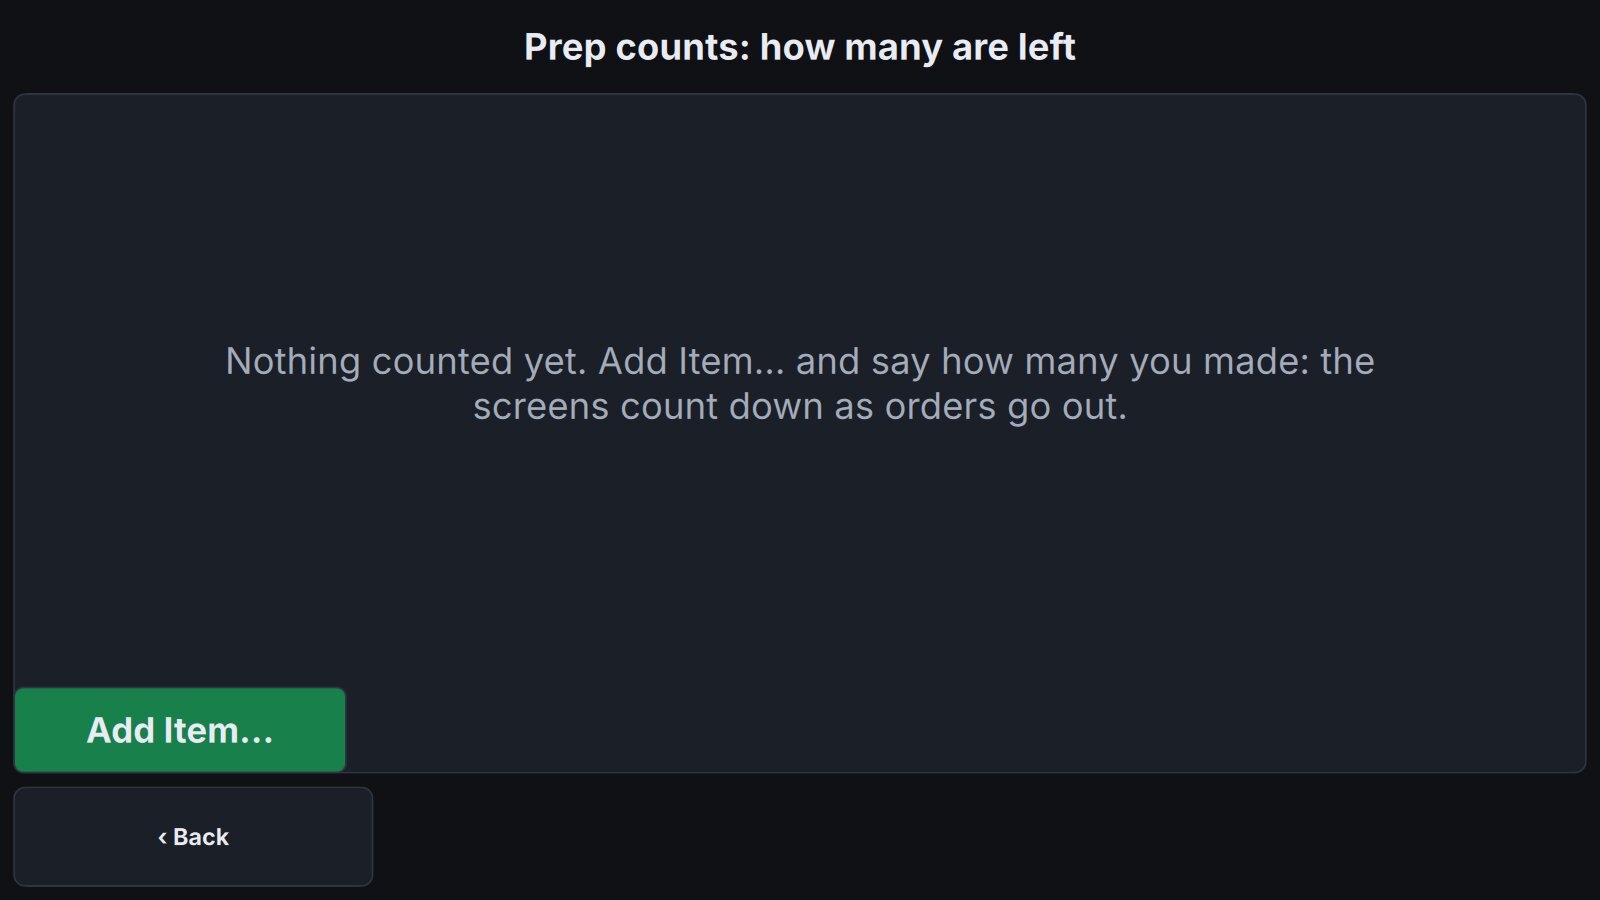 Prep counts: how many are left
Nothing counted yet. Add Item... and say how many you made: the
screens count down as orders go out.
Add Item...
‹ Back